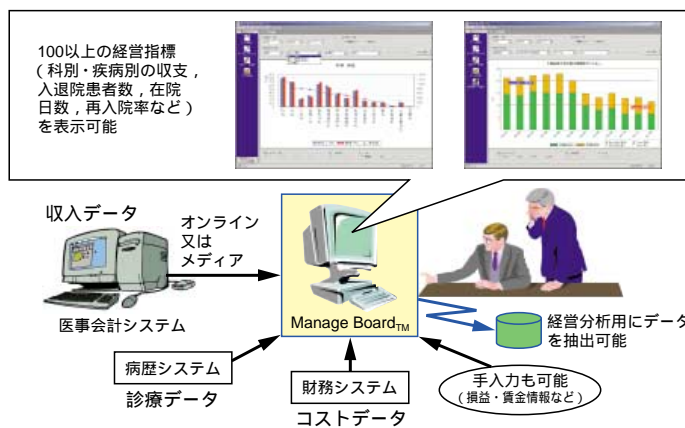 100以上の経営指標
（科別・疾病別の収支，
入退院患者数，在院
日数，再入院率など）
を表示可能
収入データ
オンライン
又は
メディア
医事会計システム
Manage BoardTM
経営分析用にデータ
を抽出可能
病歴システム
診療データ
財務システム
コストデータ
手入力も可能
（損益・賃金情報など）